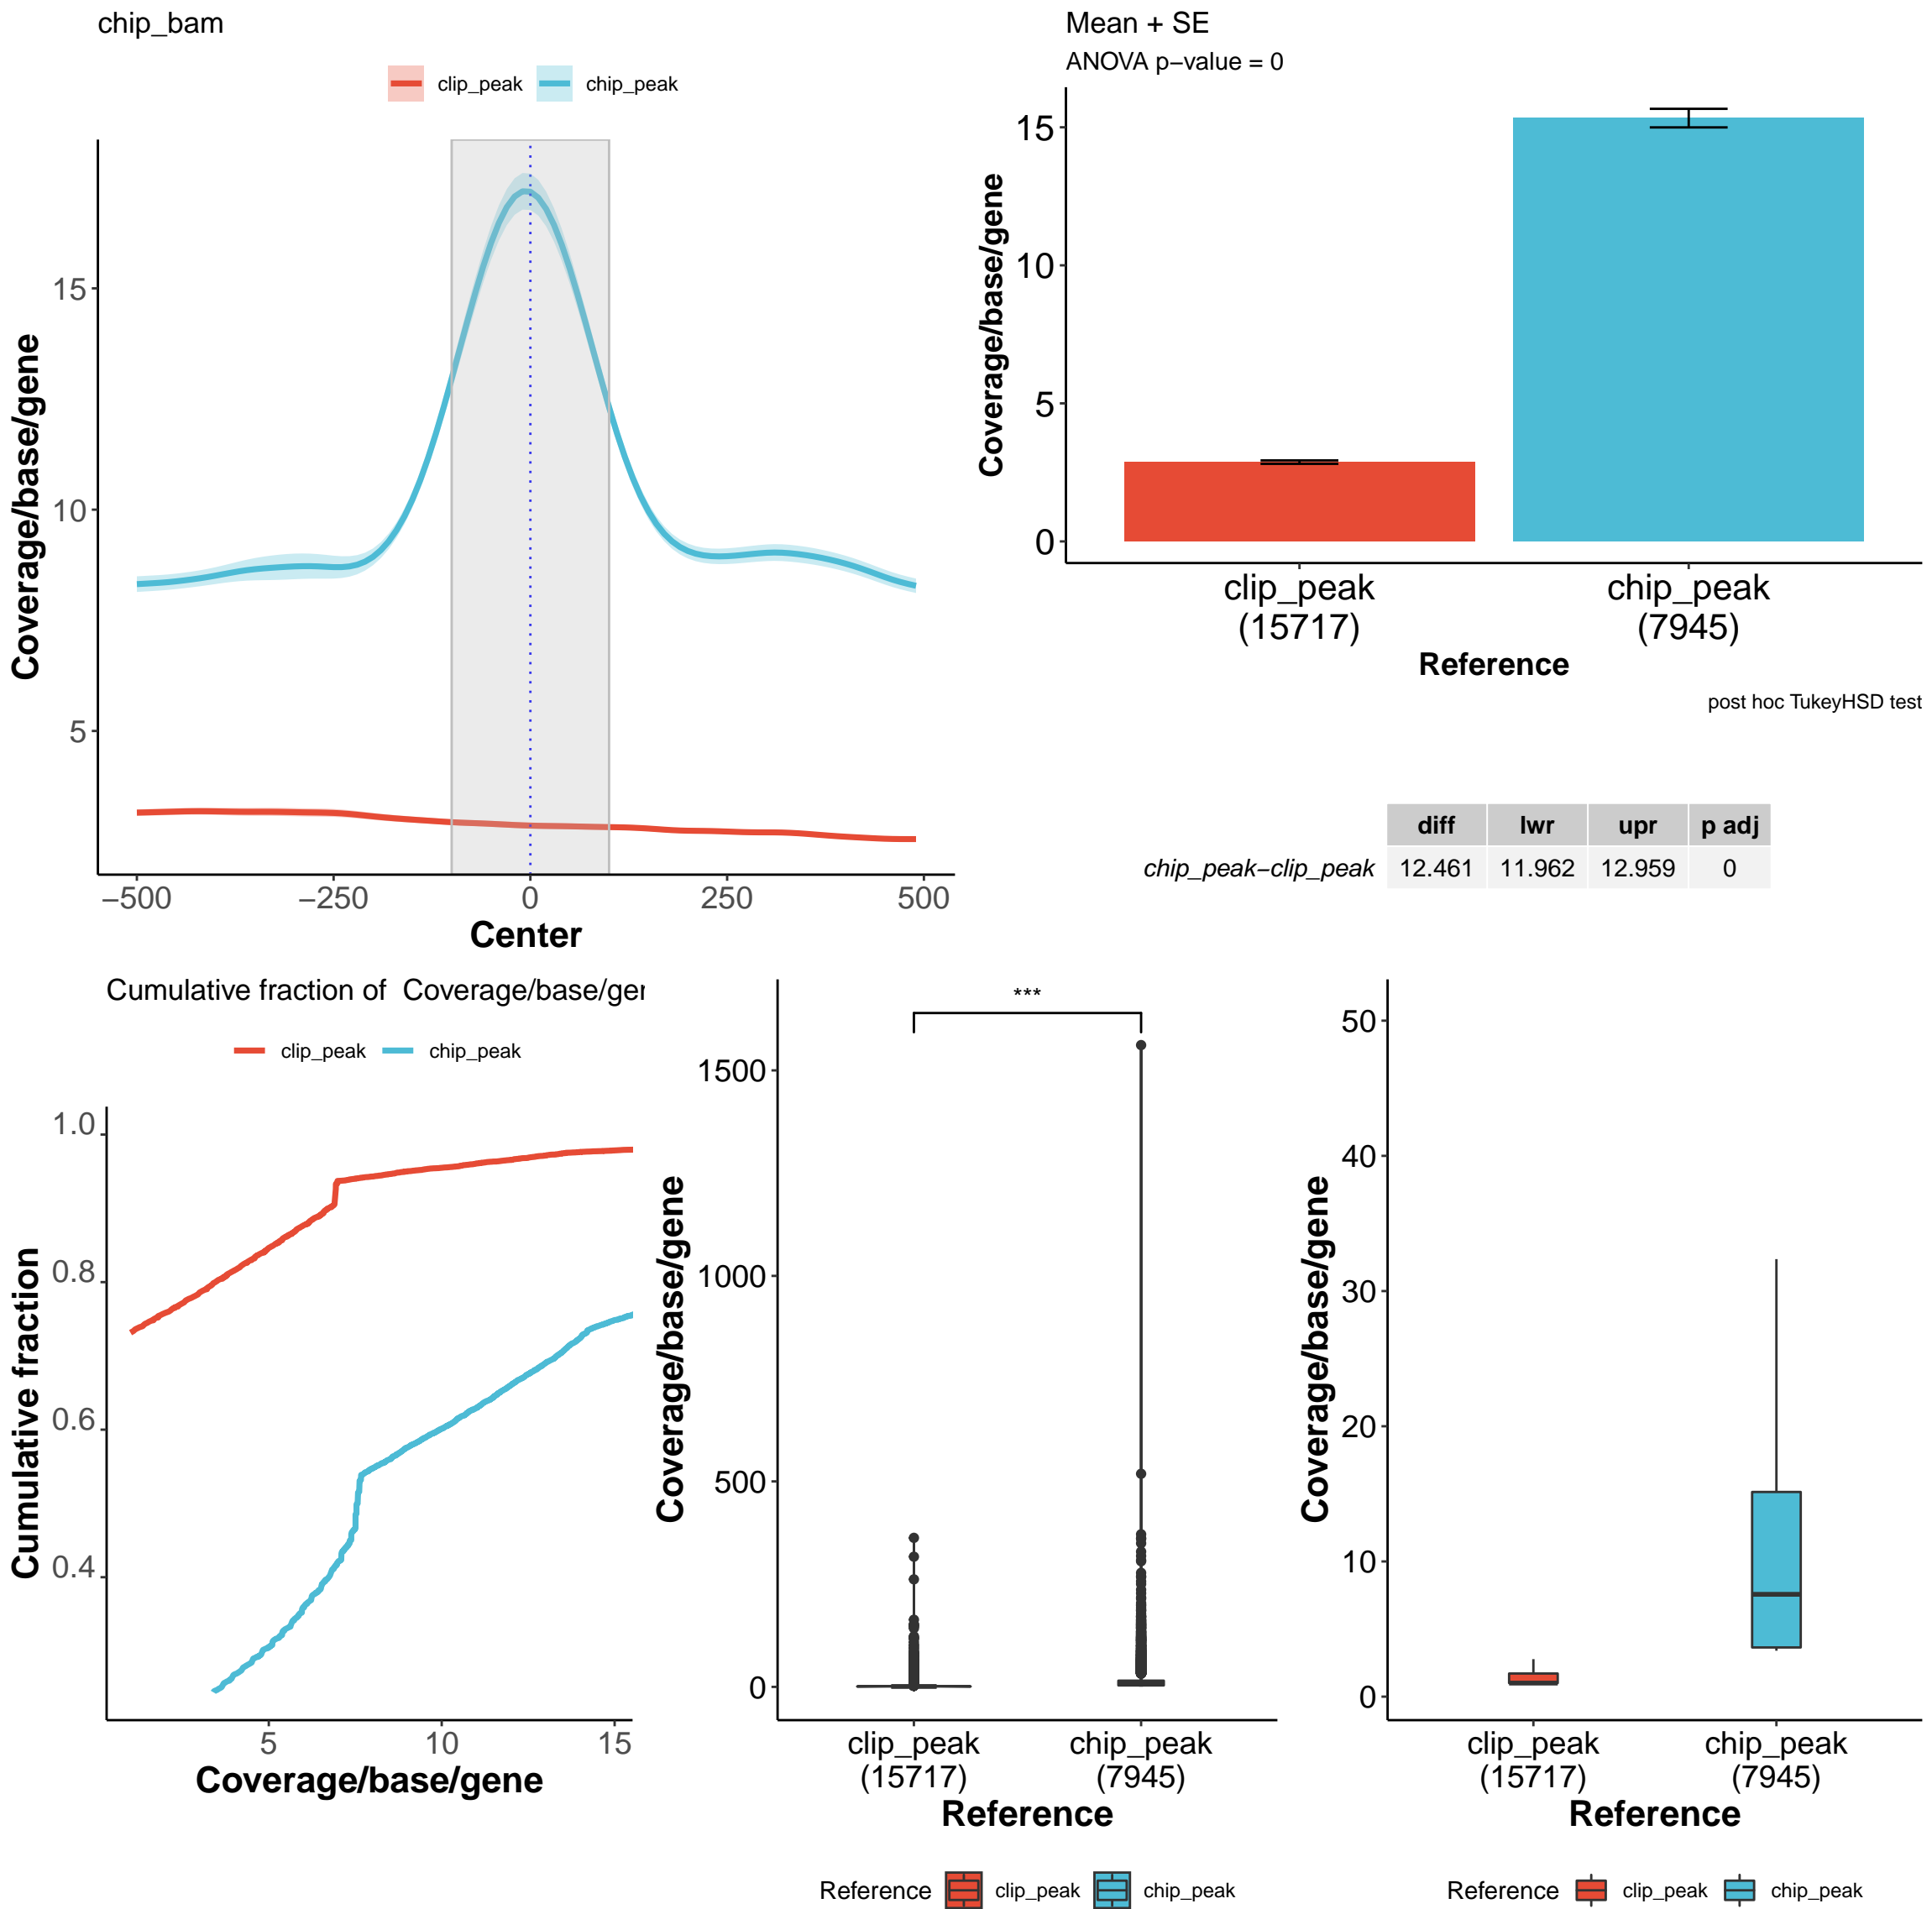 chip_bam
clip_peak chip_peak
Coverage/base/gene
15
10
5
−500 −250 0 250 500
Center
Mean + SE
ANOVA p−value = 0
Coverage/base/gene
15
10
5
0
clip_peak chip_peak
(15717) (7945)
Reference
post hoc TukeyHSD test
diff lwr upr p adj
chip_peak−clip_peak 12.461 11.962 12.959 0
Cumulative fraction of Coverage/base/ger
clip_peak chip_peak
Cumulative fraction
1.0
0.8
0.6
0.4
5 10 15
Coverage/base/gene
***
Coverage/base/gene
1500
1000
500
0
clip_peak chip_peak
(15717) (7945)
Reference
Reference clip_peak chip_peak
Coverage/base/gene
50
40
30
20
10
0
clip_peak chip_peak
(15717) (7945)
Reference
Reference clip_peak chip_peak